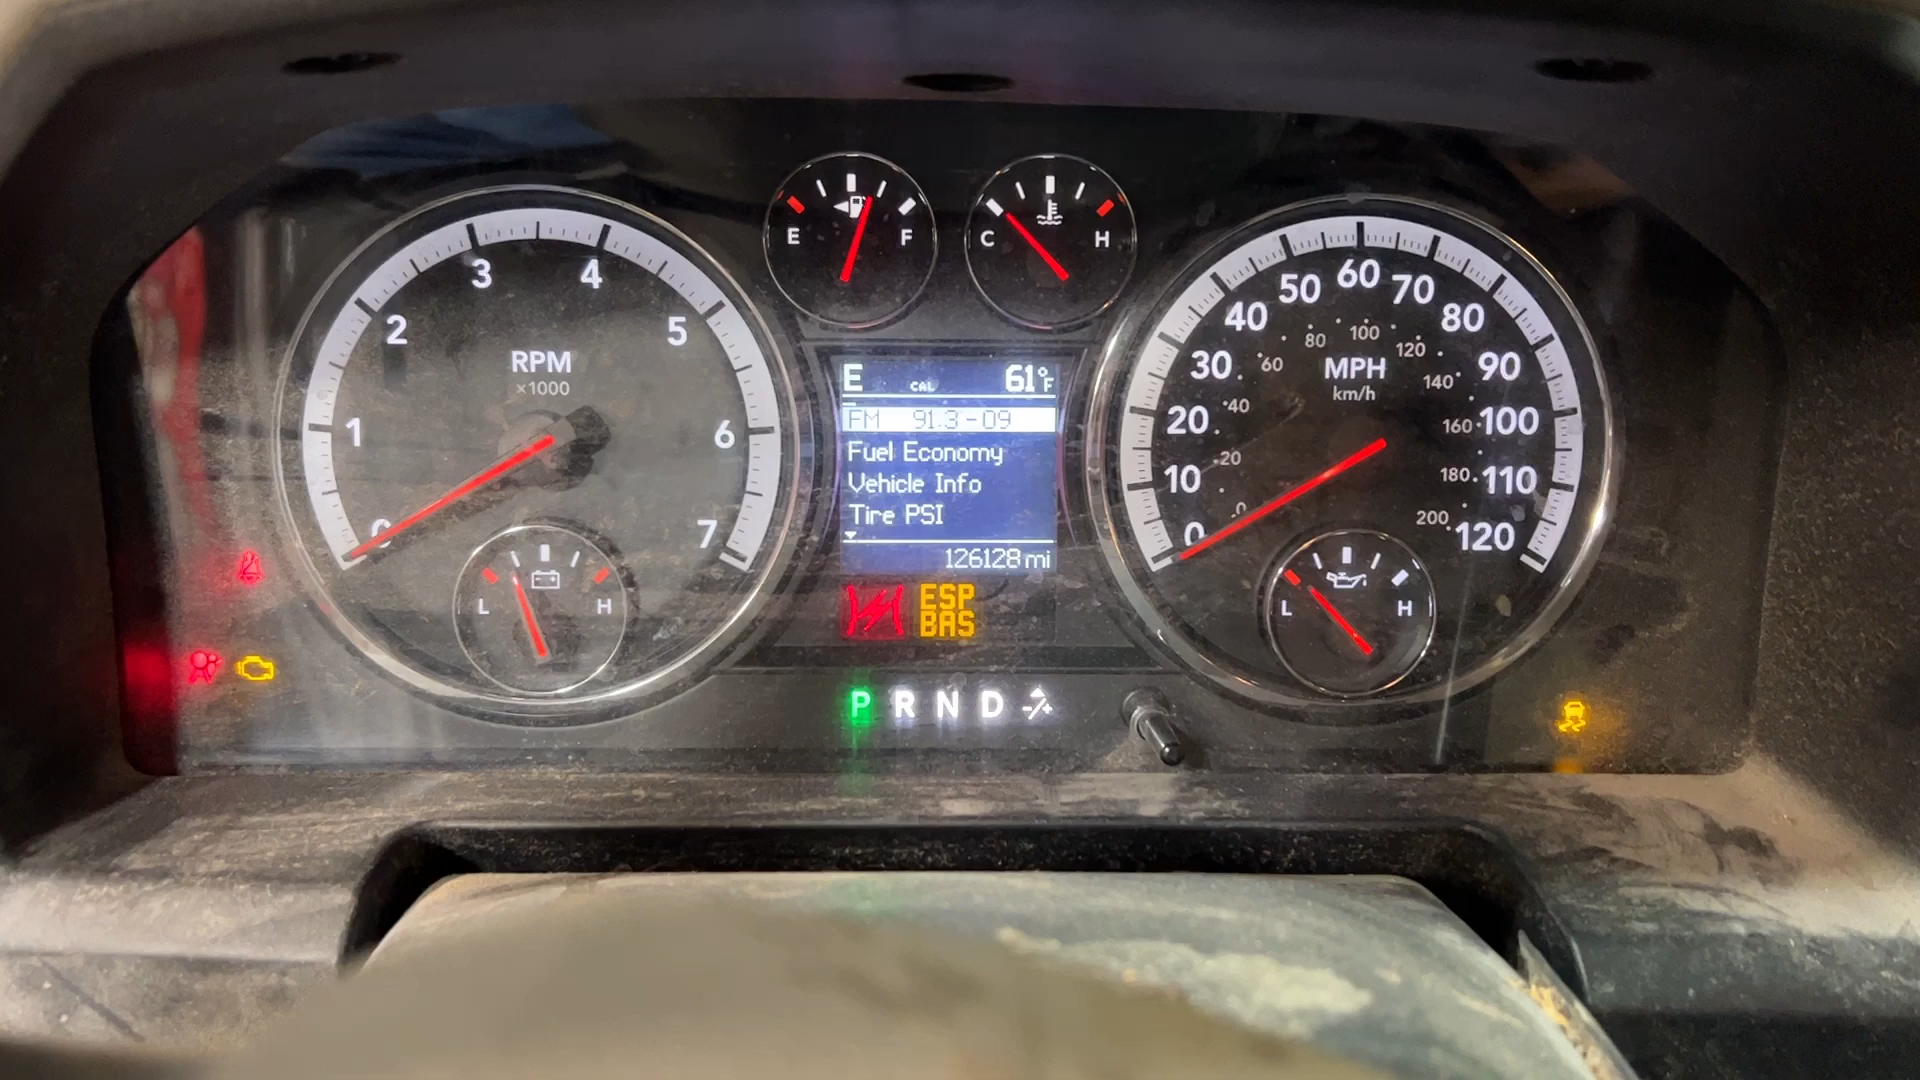 E F
C H
RPM
×1000
0 1 2 3 4 5 6 7
L H
E CAL 61°F
FM 91.3-09
Fuel Economy
Vehicle Info
Tire PSI
126128 mi
ESP
BAS
P R N D -/+
MPH
km/h
0 10 20 30 40 50 60 70 80 90 100 110 120
0 20 40 60 80 100 120 140 160 180 200
L H